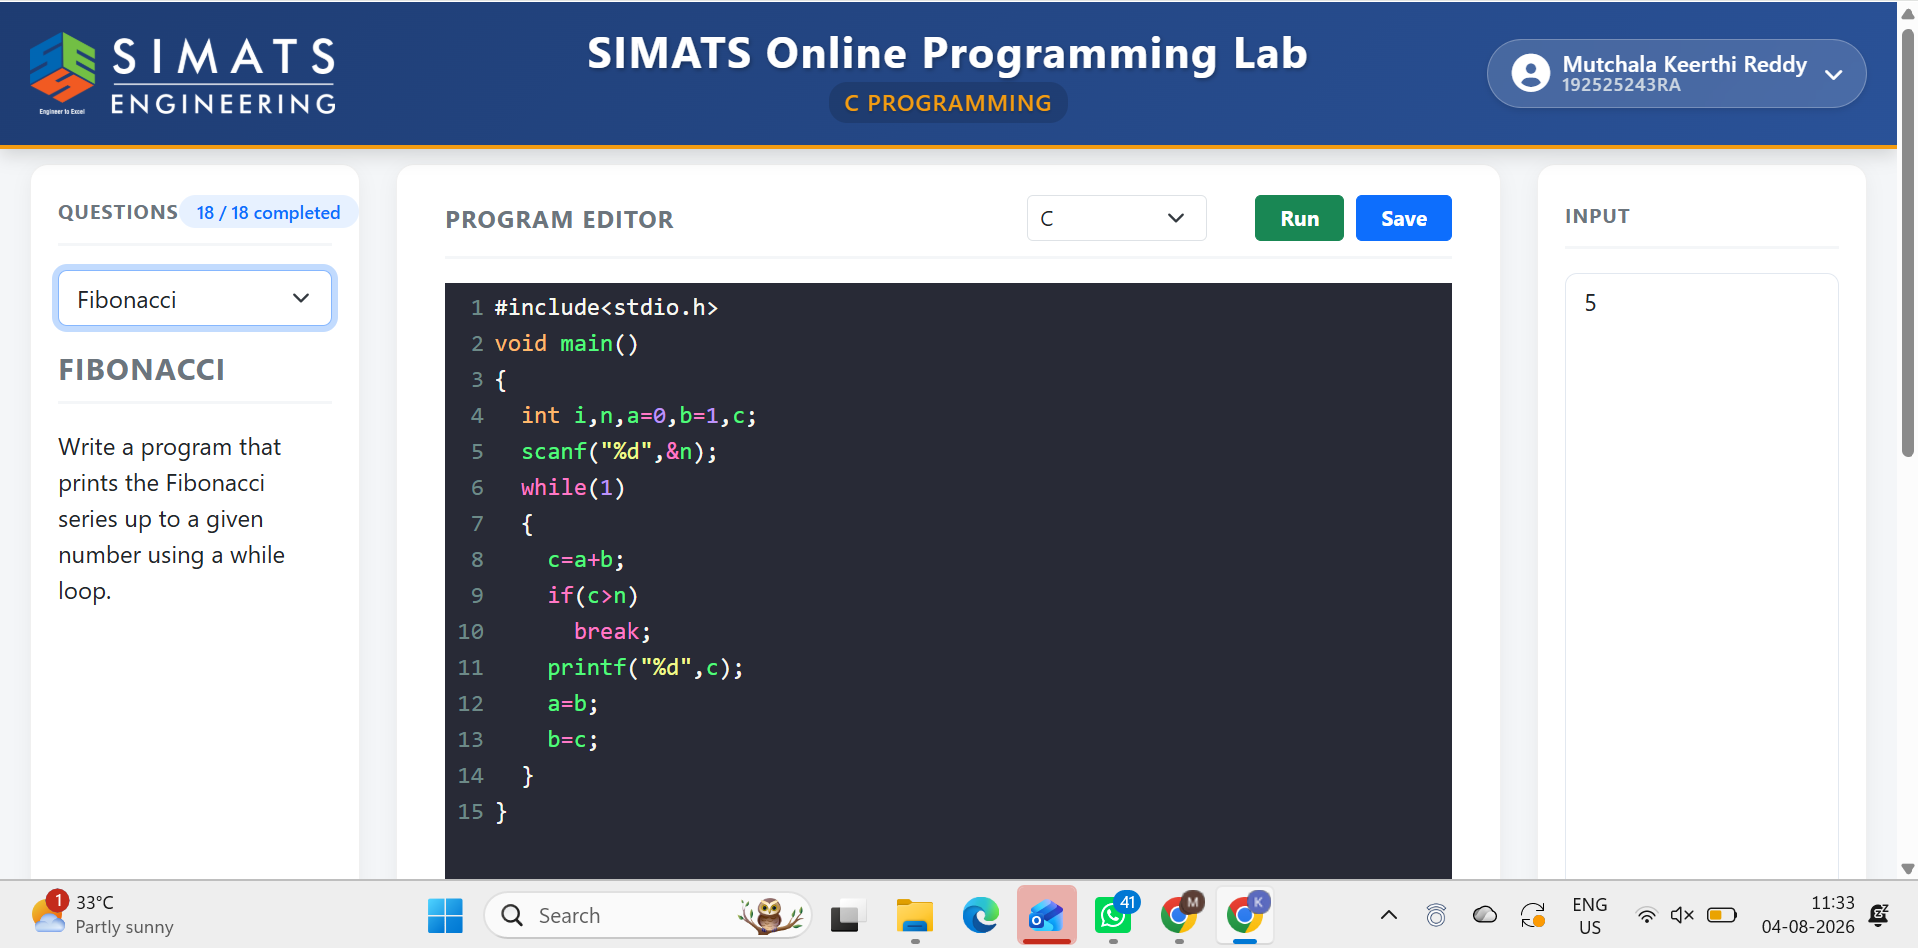 SIMATS
ENGINEERING
Engineer to Excel
SIMATS Online Programming Lab
C PROGRAMMING
Mutchala Keerthi Reddy
192525243RA
QUESTIONS
18 / 18 completed
Fibonacci
FIBONACCI
Write a program that
prints the Fibonacci
series up to a given
number using a while
loop.
PROGRAM EDITOR
C
Run
Save
1 #include<stdio.h>
2 void main()
3 {
4   int i,n,a=0,b=1,c;
5   scanf("%d",&n);
6   while(1)
7   {
8     c=a+b;
9     if(c>n)
10       break;
11     printf("%d",c);
12     a=b;
13     b=c;
14   }
15 }
INPUT
5
1
33°C
Partly sunny
Search
41
M
K
ENG
US
11:33
04-08-2026